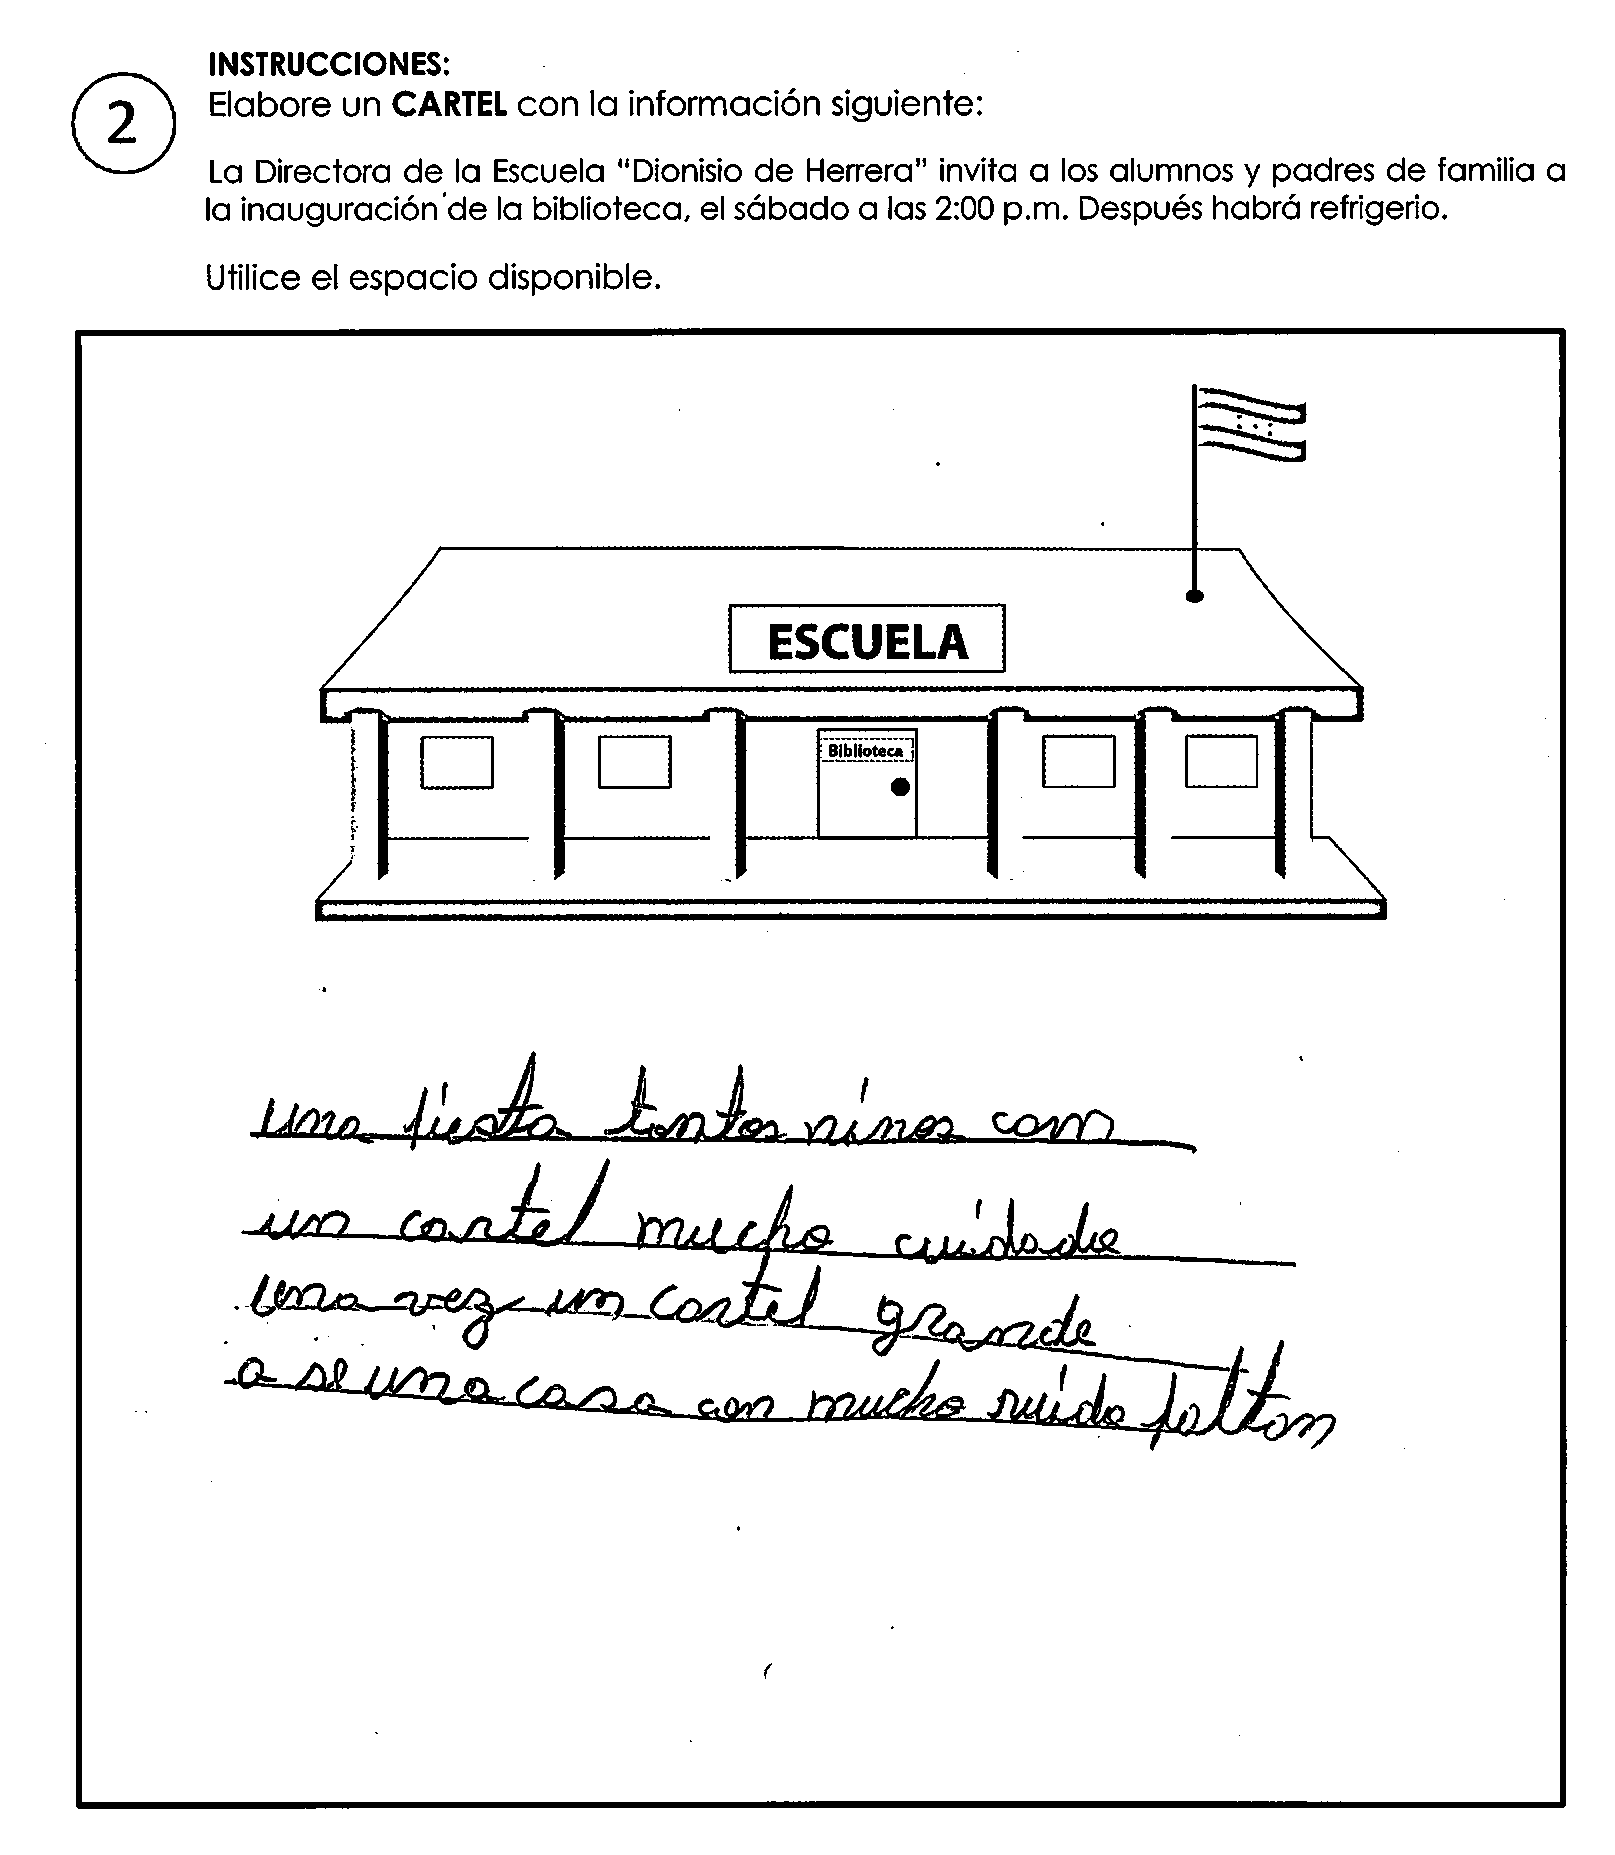 INSTRUCCIONES:
2
Elabore un CARTEL con la información siguiente:
La Directora de la Escuela "Dionisio de Herrera" invita a los alumnos y padres de familia a
la inauguración de la biblioteca, el sábado a las 2:00 p.m. Después habrá refrigerio.
Utilice el espacio disponible.
ESCUELA
Biblioteca
una fiesta tontos ninos com
un cartel mucho cuidado
una vez un cartel grande
a se una casa con mucho ruido faltan